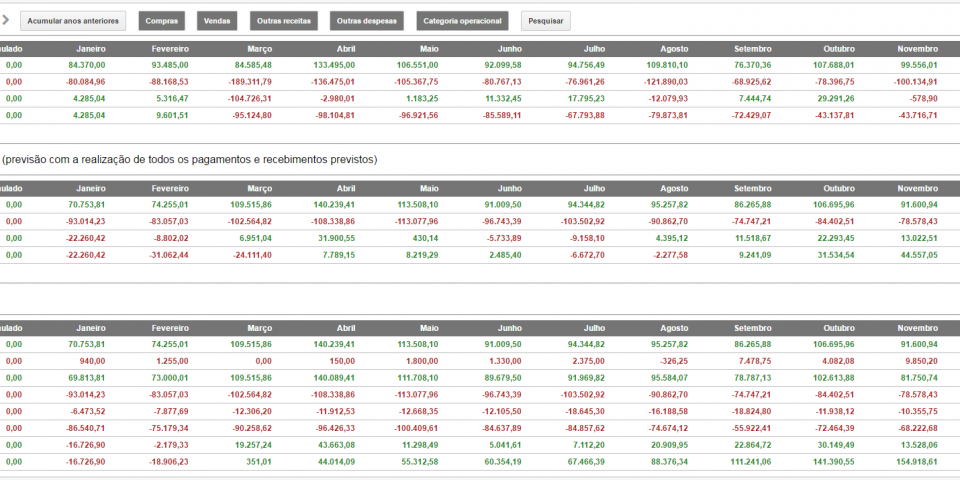 Acumular anos anteriores Compras Vendas Outras receitas Outras despesas Categoria operacional Pesquisar
ulado Janeiro Fevereiro Março Abril Maio Junho Julho Agosto Setembro Outubro Novembro
0,00 84.370,00 93.485,00 84.585,48 133.495,00 106.551,00 92.099,58 94.756,49 109.810,10 76.370,36 107.688,01 99.556,01
0,00 -80.084,96 -88.168,53 -189.311,79 -136.475,01 -105.367,75 -80.767,13 -76.961,26 -121.890,03 -68.925,62 -78.396,75 -100.134,91
0,00 4.285,04 5.316,47 -104.726,31 -2.980,01 1.183,25 11.332,45 17.795,23 -12.079,93 7.444,74 29.291,26 -578,90
0,00 4.285,04 9.601,51 -95.124,80 -98.104,81 -96.921,56 -85.589,11 -67.793,88 -79.873,81 -72.429,07 -43.137,81 -43.716,71
(previsão com a realização de todos os pagamentos e recebimentos previstos)
ulado Janeiro Fevereiro Março Abril Maio Junho Julho Agosto Setembro Outubro Novembro
0,00 70.753,81 74.255,01 109.515,86 140.239,41 113.508,10 91.009,50 94.344,82 95.257,82 86.265,88 106.695,96 91.600,94
0,00 -93.014,23 -83.057,03 -102.564,82 -108.338,86 -113.077,96 -96.743,39 -103.502,92 -90.862,70 -74.747,21 -84.402,51 -78.578,43
0,00 -22.260,42 -8.802,02 6.951,04 31.900,55 430,14 -5.733,89 -9.158,10 4.395,12 11.518,67 22.293,45 13.022,51
0,00 -22.260,42 -31.062,44 -24.111,40 7.789,15 8.219,29 2.485,40 -6.672,70 -2.277,58 9.241,09 31.534,54 44.557,05
ulado Janeiro Fevereiro Março Abril Maio Junho Julho Agosto Setembro Outubro Novembro
0,00 70.753,81 74.255,01 109.515,86 140.239,41 113.508,10 91.009,50 94.344,82 95.257,82 86.265,88 106.695,96 91.600,94
0,00 940,00 1.255,00 0,00 150,00 1.800,00 1.330,00 2.375,00 -326,25 7.478,75 4.082,08 9.850,20
0,00 69.813,81 73.000,01 109.515,86 140.089,41 111.708,10 89.679,50 91.969,82 95.584,07 78.787,13 102.613,88 81.750,74
0,00 -93.014,23 -83.057,03 -102.564,82 -108.338,86 -113.077,96 -96.743,39 -103.502,92 -90.862,70 -74.747,21 -84.402,51 -78.578,43
0,00 -6.473,52 -7.877,69 -12.306,20 -11.912,53 -12.668,35 -12.105,50 -18.645,30 -16.188,58 -18.824,80 -11.938,12 -10.355,75
0,00 -86.540,71 -75.179,34 -90.258,62 -96.426,33 -100.409,61 -84.637,89 -84.857,62 -74.674,12 -55.922,41 -72.464,39 -68.222,68
0,00 -16.726,90 -2.179,33 19.257,24 43.663,08 11.298,49 5.041,61 7.112,20 20.909,95 22.864,72 30.149,49 13.528,06
0,00 -16.726,90 -18.906,23 351,01 44.014,09 55.312,58 60.354,19 67.466,39 88.376,34 111.241,06 141.390,55 154.918,61